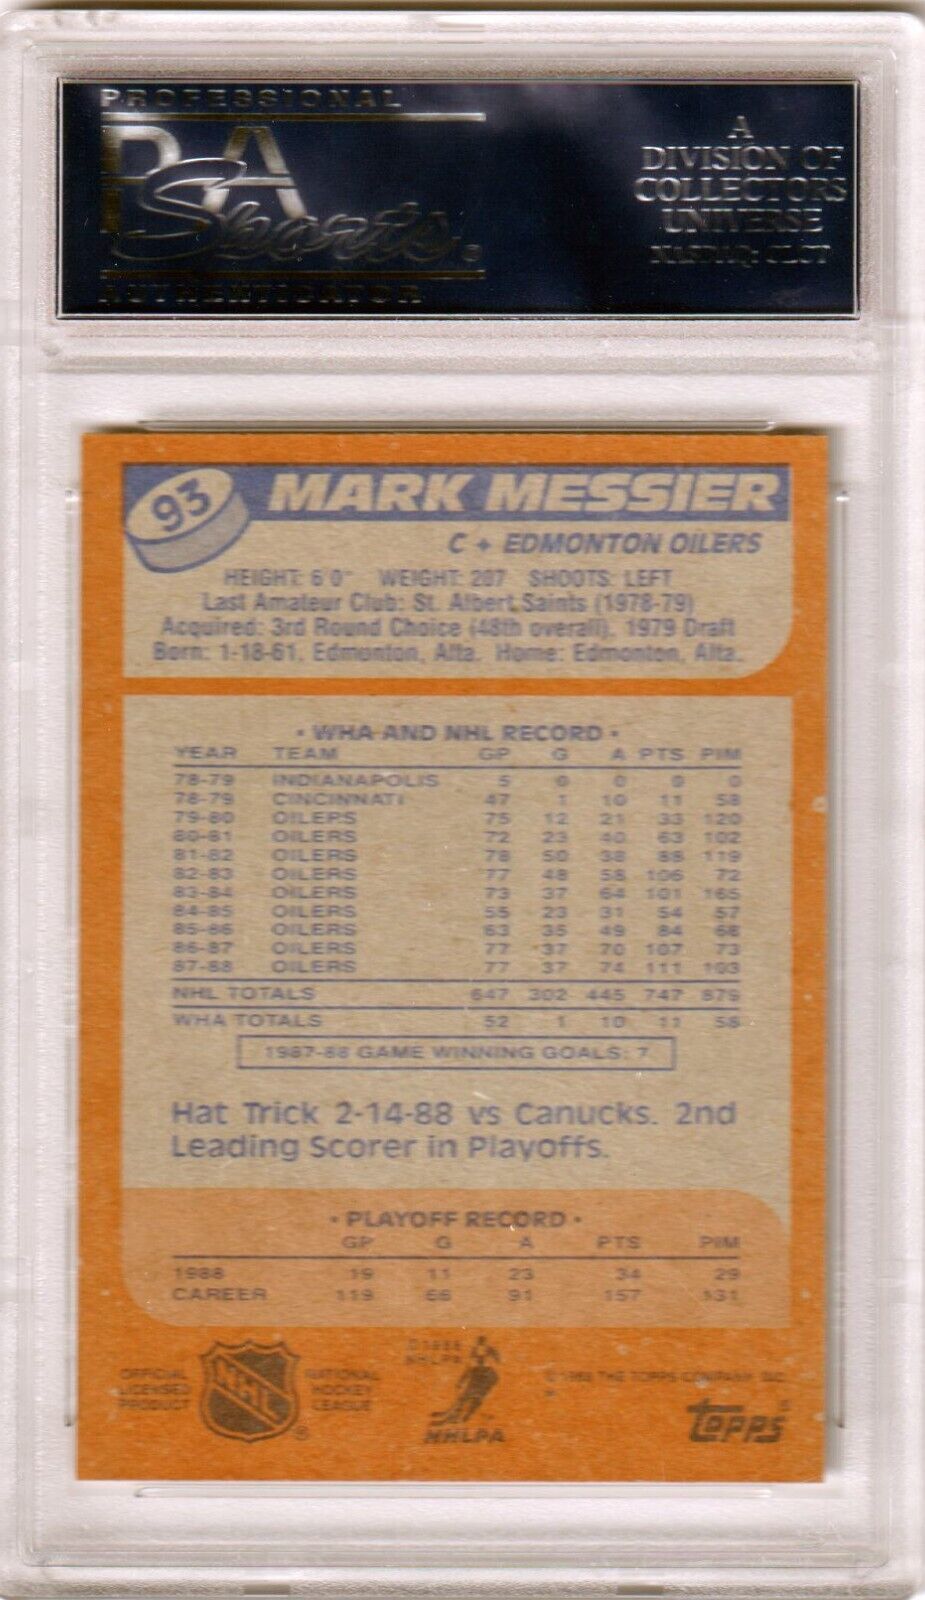 PROFESSIONAL
PSA
Sports®
AUTHENTICATOR
A
DIVISION OF
COLLECTORS
UNIVERSE
NASDAQ: CLCT
93
MARK MESSIER
C + EDMONTON OILERS
HEIGHT: 6'0" WEIGHT: 207 SHOOTS: LEFT
Last Amateur Club: St. Albert Saints (1978-79)
Acquired: 3rd Round Choice (48th overall), 1979 Draft
Born: 1-18-61, Edmonton, Alta. Home: Edmonton, Alta.
• WHA AND NHL RECORD •
YEAR TEAM GP G A PTS PIM
78-79 INDIANAPOLIS 5 0 0 0 0
78-79 CINCINNATI 47 1 10 11 58
79-80 OILERS 75 12 21 33 120
80-81 OILERS 72 23 40 63 102
81-82 OILERS 78 50 38 88 119
82-83 OILERS 77 48 58 106 72
83-84 OILERS 73 37 64 101 165
84-85 OILERS 55 23 31 54 57
85-86 OILERS 63 35 49 84 68
86-87 OILERS 77 37 70 107 73
87-88 OILERS 77 37 74 111 103
NHL TOTALS 647 302 445 747 879
WHA TOTALS 52 1 10 11 58
1987-88 GAME WINNING GOALS: 7
Hat Trick 2-14-88 vs Canucks. 2nd
Leading Scorer in Playoffs.
• PLAYOFF RECORD •
GP G A PTS PIM
1988 19 11 23 34 29
CAREER 119 66 91 157 131
OFFICIAL
LICENSED
PRODUCT
NHL®
NATIONAL
HOCKEY
LEAGUE
©1988
NHLPA
NHLPA
© 1988 THE TOPPS COMPANY, INC.
topps®